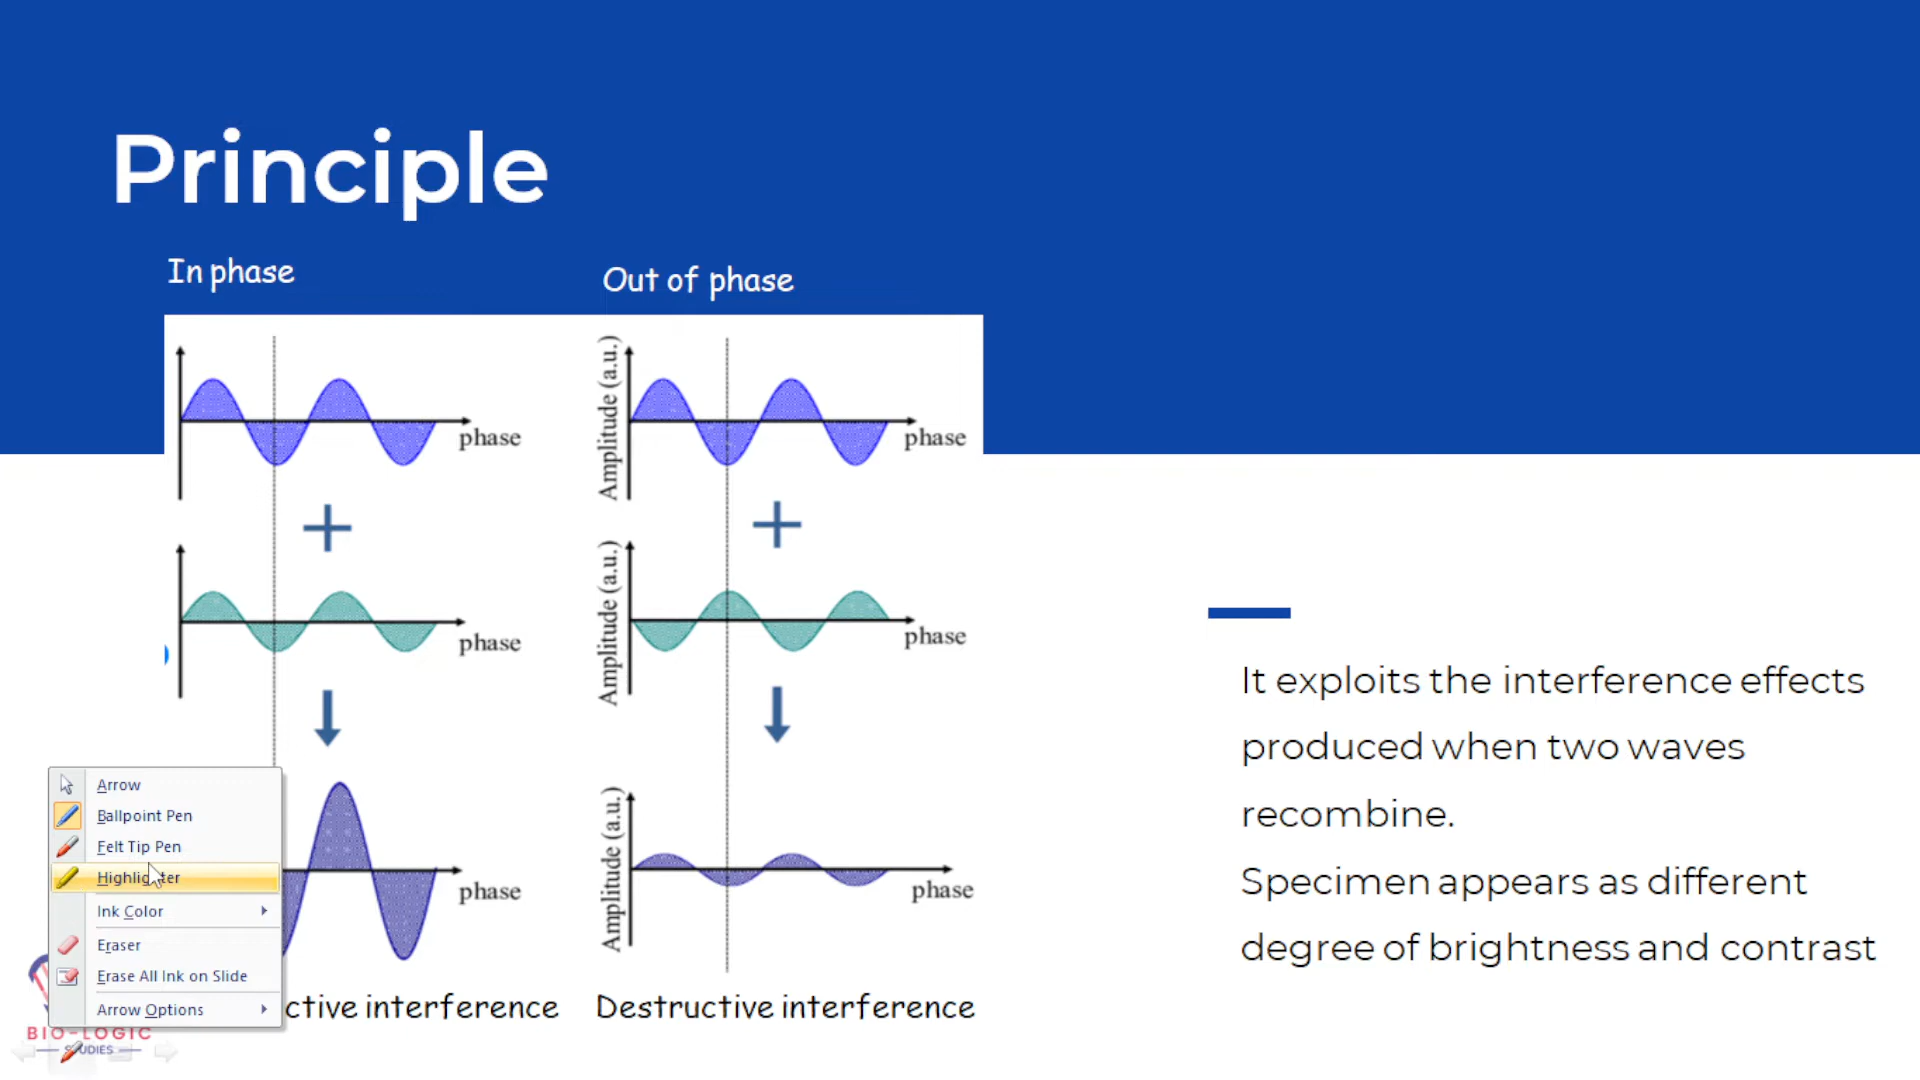 Principle
In phase
Out of phase
Amplitude (a.u.)
phase
phase
Amplitude (a.u.)
phase
phase
It exploits the interference effects
produced when two waves
recombine.
Specimen appears as different
degree of brightness and contrast
Arrow
Ballpoint Pen
Felt Tip Pen
Highlighter
Ink Color
Eraser
Erase All Ink on Slide
Arrow Options
Amplitude (a.u.)
phase
phase
ctive interference
Destructive interference
BIO-LOGIC
UDIES